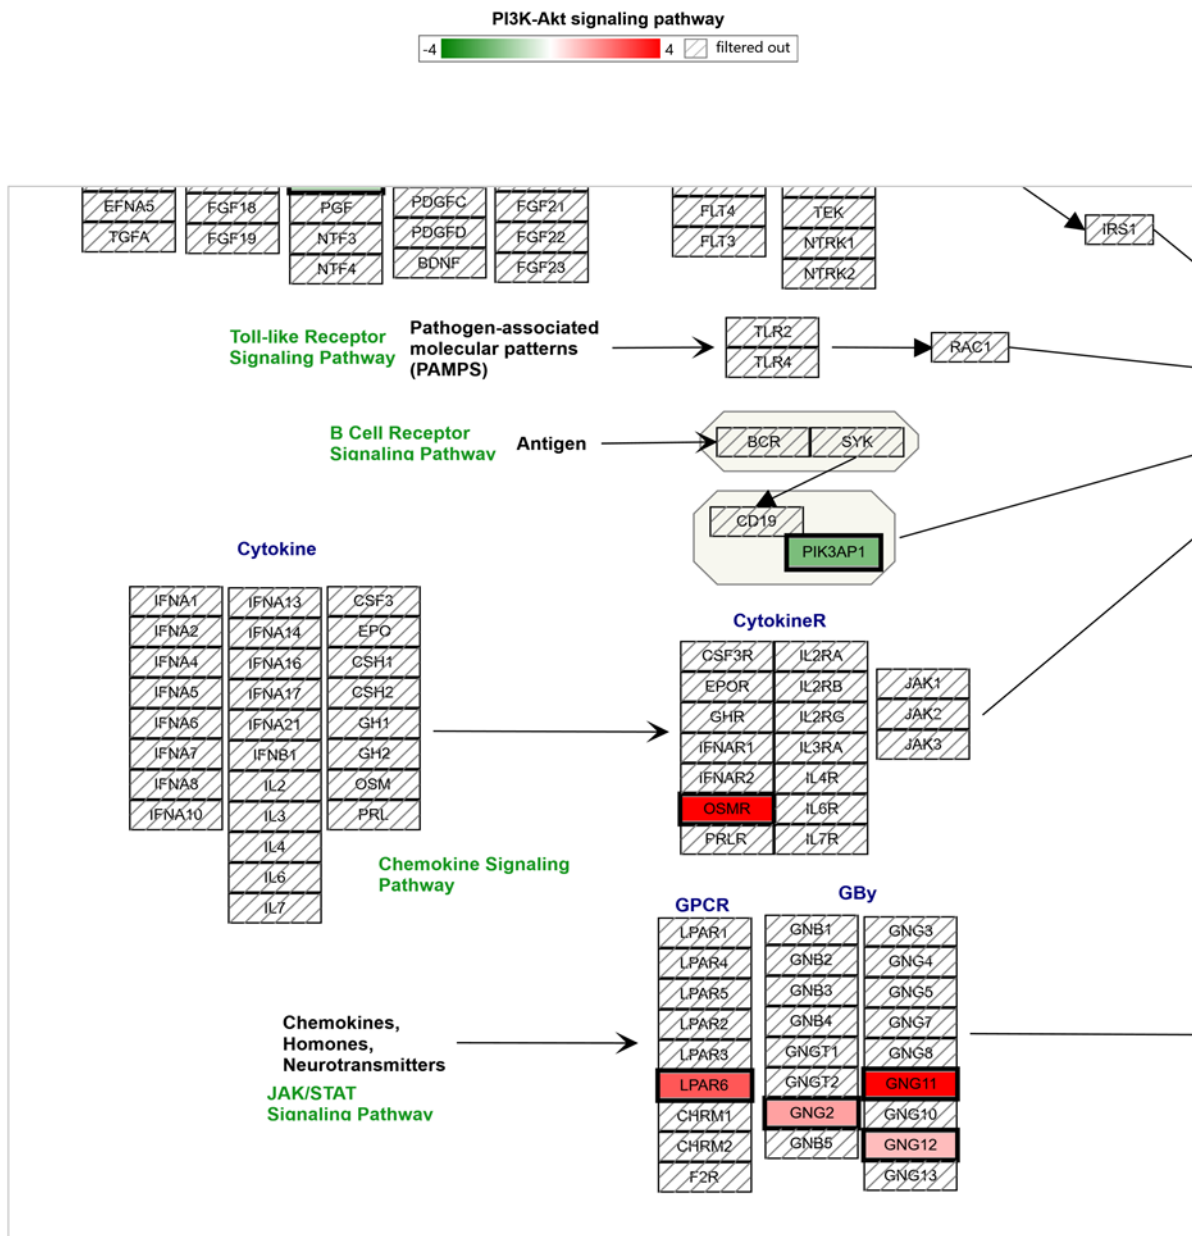 PI3K-Akt signaling pathway
-4 4 filtered out
EFNA5
TGFA
FGF18
FGF19
PGF
NTF3
NTF4
PDGFC
PDGFD
BDNF
FGF21
FGF22
FGF23
FLT4
FLT3
TEK
NTRK1
NTRK2
IRS1
Toll-like Receptor
Signaling Pathway
Pathogen-associated
molecular patterns
(PAMPS)
TLR2
TLR4
RAC1
B Cell Receptor
Signaling Pathway
Antigen
BCR
SYK
CD19
PIK3AP1
Cytokine
IFNA1
IFNA2
IFNA4
IFNA5
IFNA6
IFNA7
IFNA8
IFNA10
IFNA13
IFNA14
IFNA16
IFNA17
IFNA21
IFNB1
IL2
IL3
IL4
IL6
IL7
CSF3
EPO
CSH1
CSH2
GH1
GH2
OSM
PRL
CytokineR
CSF3R
EPOR
GHR
IFNAR1
IFNAR2
OSMR
PRLR
IL2RA
IL2RB
IL2RG
IL3RA
IL4R
IL6R
IL7R
JAK1
JAK2
JAK3
Chemokine Signaling
Pathway
GPCR
LPAR1
LPAR4
LPAR5
LPAR2
LPAR3
LPAR6
CHRM1
CHRM2
F2R
GBy
GNB1
GNB2
GNB3
GNB4
GNGT1
GNGT2
GNG2
GNB5
GNG3
GNG4
GNG5
GNG7
GNG8
GNG11
GNG10
GNG12
GNG13
Chemokines,
Homones,
Neurotransmitters
JAK/STAT
Signaling Pathway